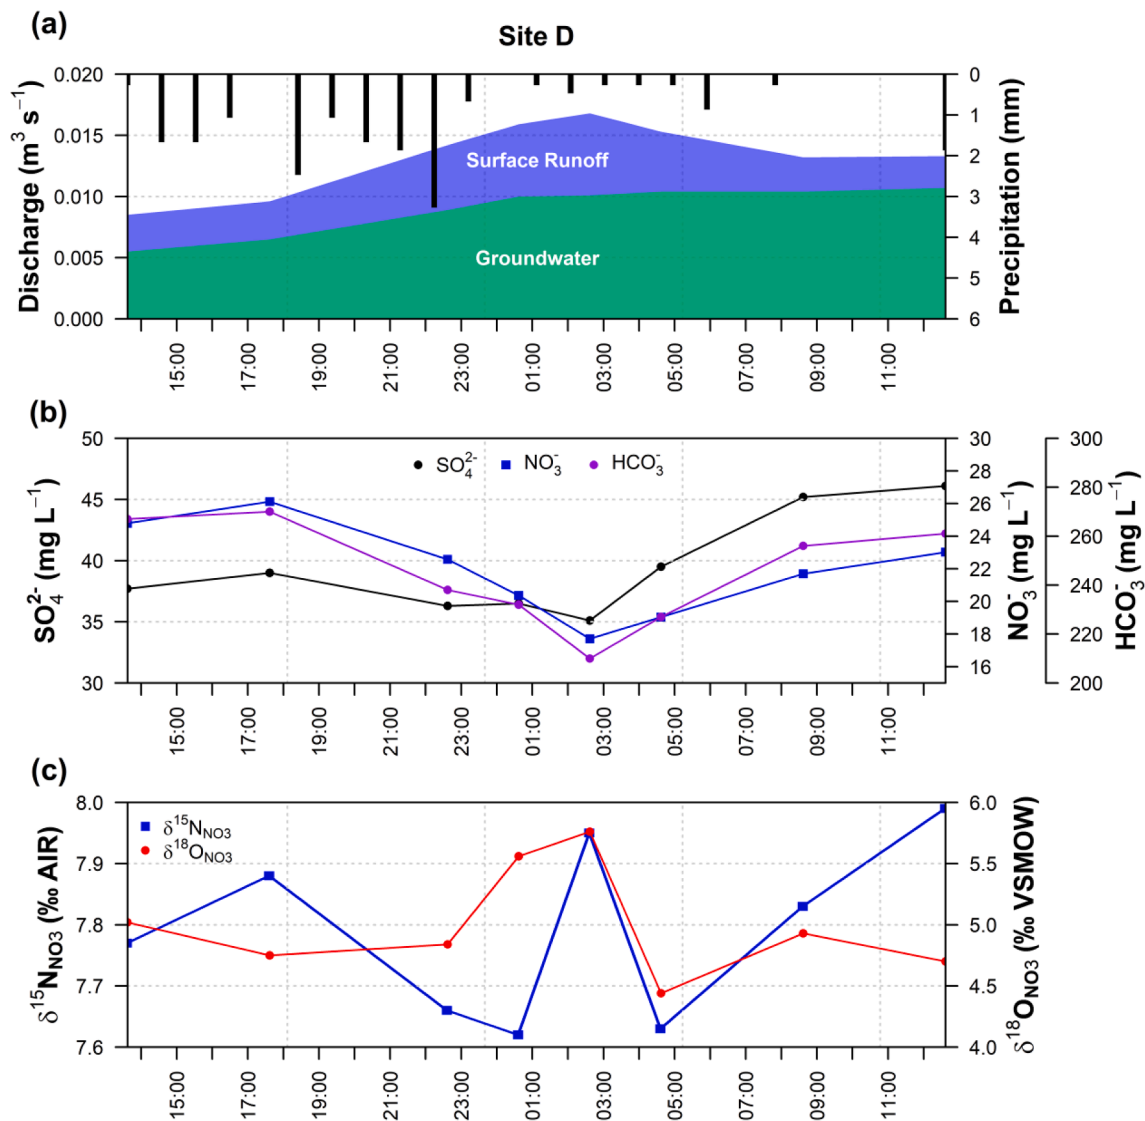 (a)
Site D
Discharge (m³ s⁻¹)
0.020
0.015
0.010
0.005
0.000
Surface Runoff
Groundwater
0
1
2
3
4
5
6
Precipitation (mm)
15:00 17:00 19:00 21:00 23:00 01:00 03:00 05:00 07:00 09:00 11:00
(b)
SO₄²⁻ (mg L⁻¹)
50
45
40
35
30
SO₄²⁻ NO₃⁻ HCO₃⁻
30
28
26
24
22
20
18
16
NO₃⁻ (mg L⁻¹)
300
280
260
240
220
200
HCO₃⁻ (mg L⁻¹)
15:00 17:00 19:00 21:00 23:00 01:00 03:00 05:00 07:00 09:00 11:00
(c)
δ¹⁵N_NO3 (‰ AIR)
8.0
7.9
7.8
7.7
7.6
δ¹⁵N_NO3
δ¹⁸O_NO3
6.0
5.5
5.0
4.5
4.0
δ¹⁸O_NO3 (‰ VSMOW)
15:00 17:00 19:00 21:00 23:00 01:00 03:00 05:00 07:00 09:00 11:00